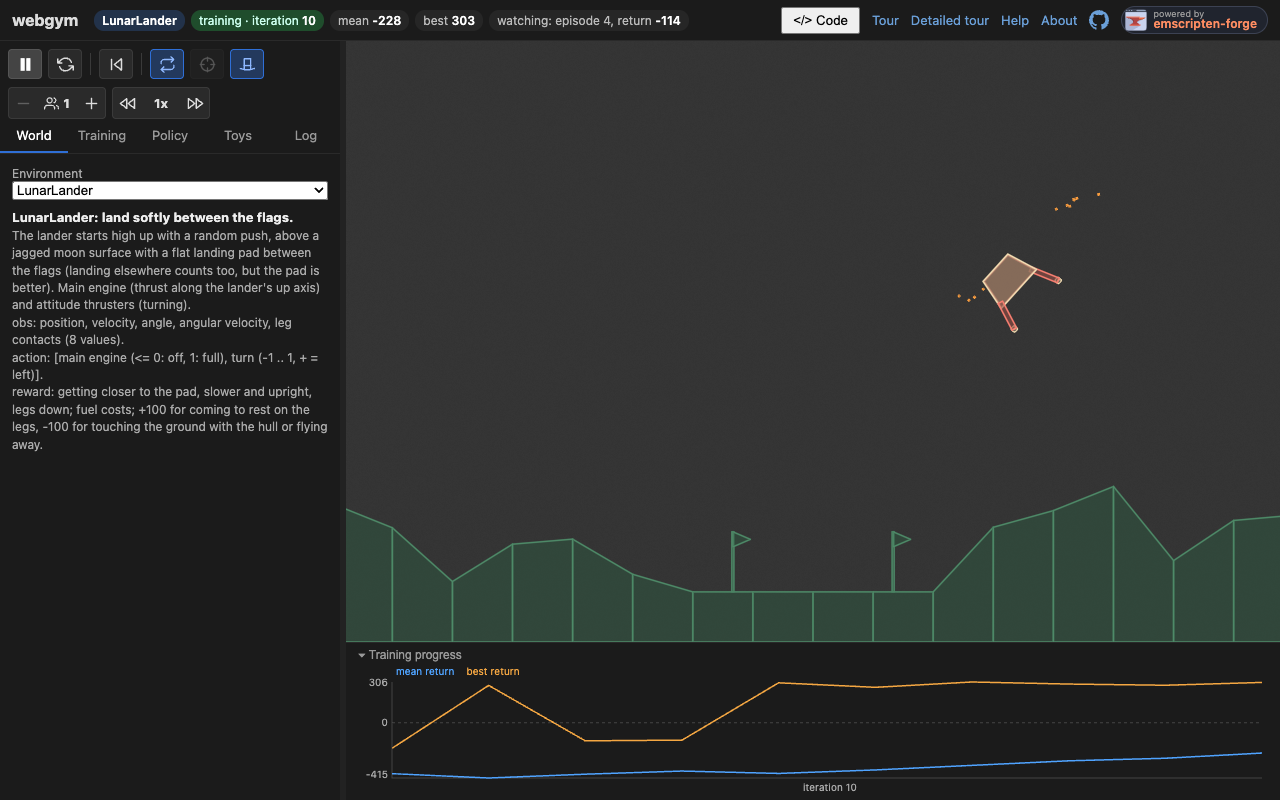 webgym
LunarLander
training · iteration 10
mean -228
best 303
watching: episode 4, return -114
</> Code
Tour
Detailed tour
Help
About
powered by
emscripten-forge
1
1x
World
Training
Policy
Toys
Log
Environment
LunarLander
LunarLander: land softly between the flags.
The lander starts high up with a random push, above a
jagged moon surface with a flat landing pad between
the flags (landing elsewhere counts too, but the pad is
better). Main engine (thrust along the lander's up axis)
and attitude thrusters (turning).
obs: position, velocity, angle, angular velocity, leg
contacts (8 values).
action: [main engine (<= 0: off, 1: full), turn (-1 .. 1, + =
left)].
reward: getting closer to the pad, slower and upright,
legs down; fuel costs; +100 for coming to rest on the
legs, -100 for touching the ground with the hull or flying
away.
Training progress
mean return
best return
306
0
-415
iteration 10